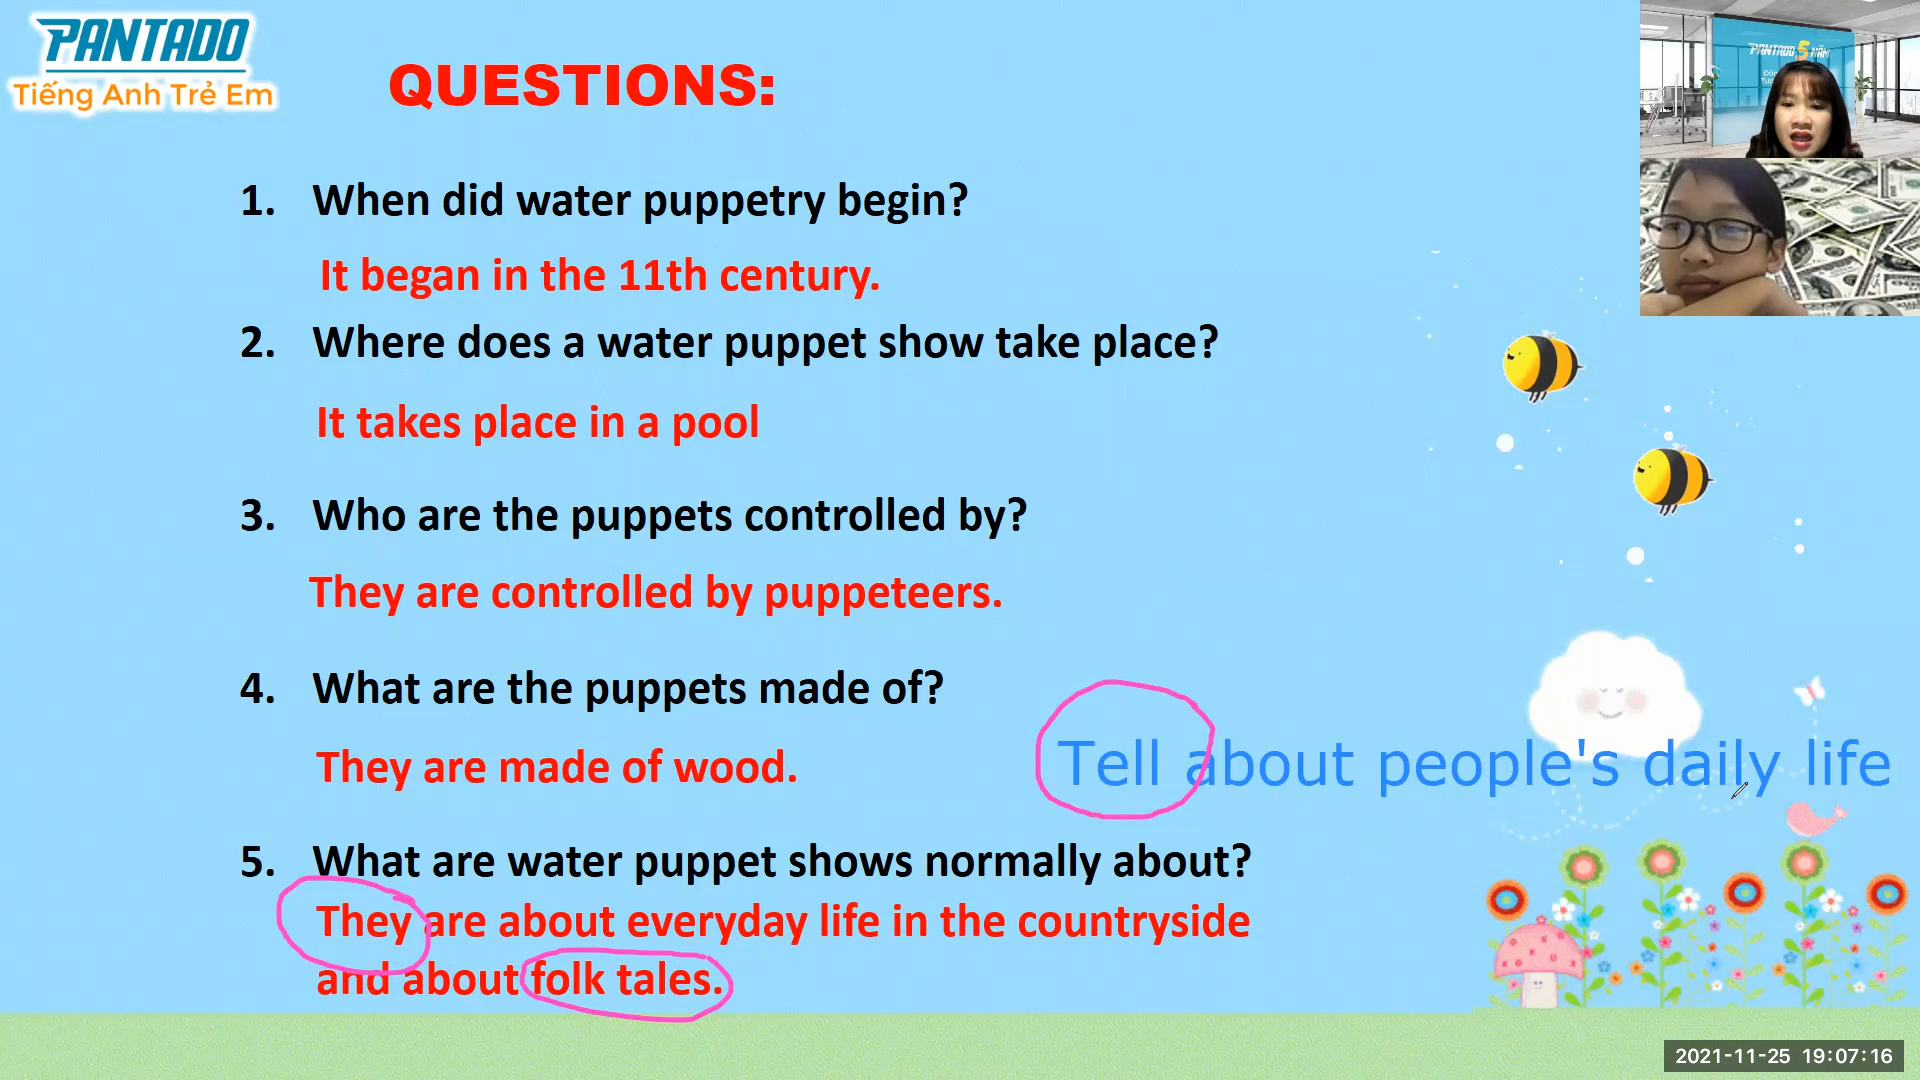 PANTADO
Tiếng Anh Trẻ Em
QUESTIONS:
1. When did water puppetry begin?
It began in the 11th century.
2. Where does a water puppet show take place?
It takes place in a pool
3. Who are the puppets controlled by?
They are controlled by puppeteers.
4. What are the puppets made of?
They are made of wood.
Tell about people's daily life
5. What are water puppet shows normally about?
They are about everyday life in the countryside
and about folk tales.
PANTADO 5 NĂM
2021-11-25 19:07:16